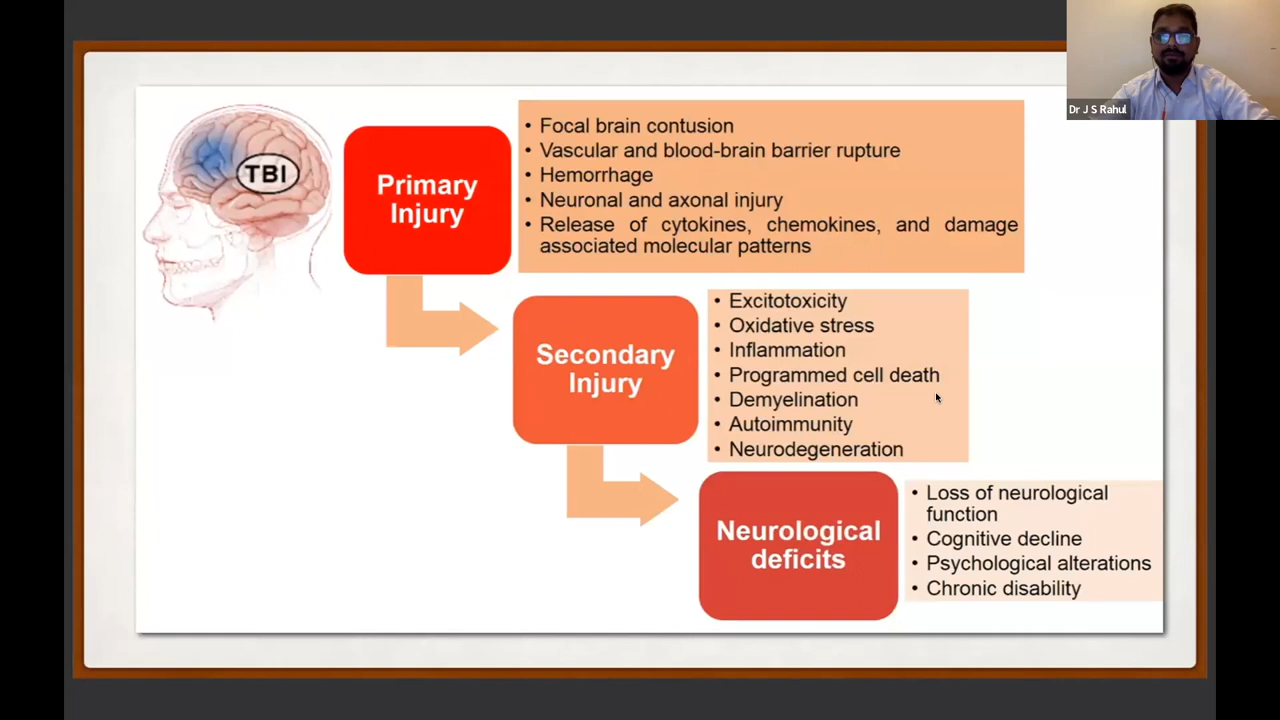 Dr J S Rahul
TBI
Primary
Injury
• Focal brain contusion
• Vascular and blood-brain barrier rupture
• Hemorrhage
• Neuronal and axonal injury
• Release of cytokines, chemokines, and damage
associated molecular patterns
Secondary
Injury
• Excitotoxicity
• Oxidative stress
• Inflammation
• Programmed cell death
• Demyelination
• Autoimmunity
• Neurodegeneration
Neurological
deficits
• Loss of neurological
function
• Cognitive decline
• Psychological alterations
• Chronic disability